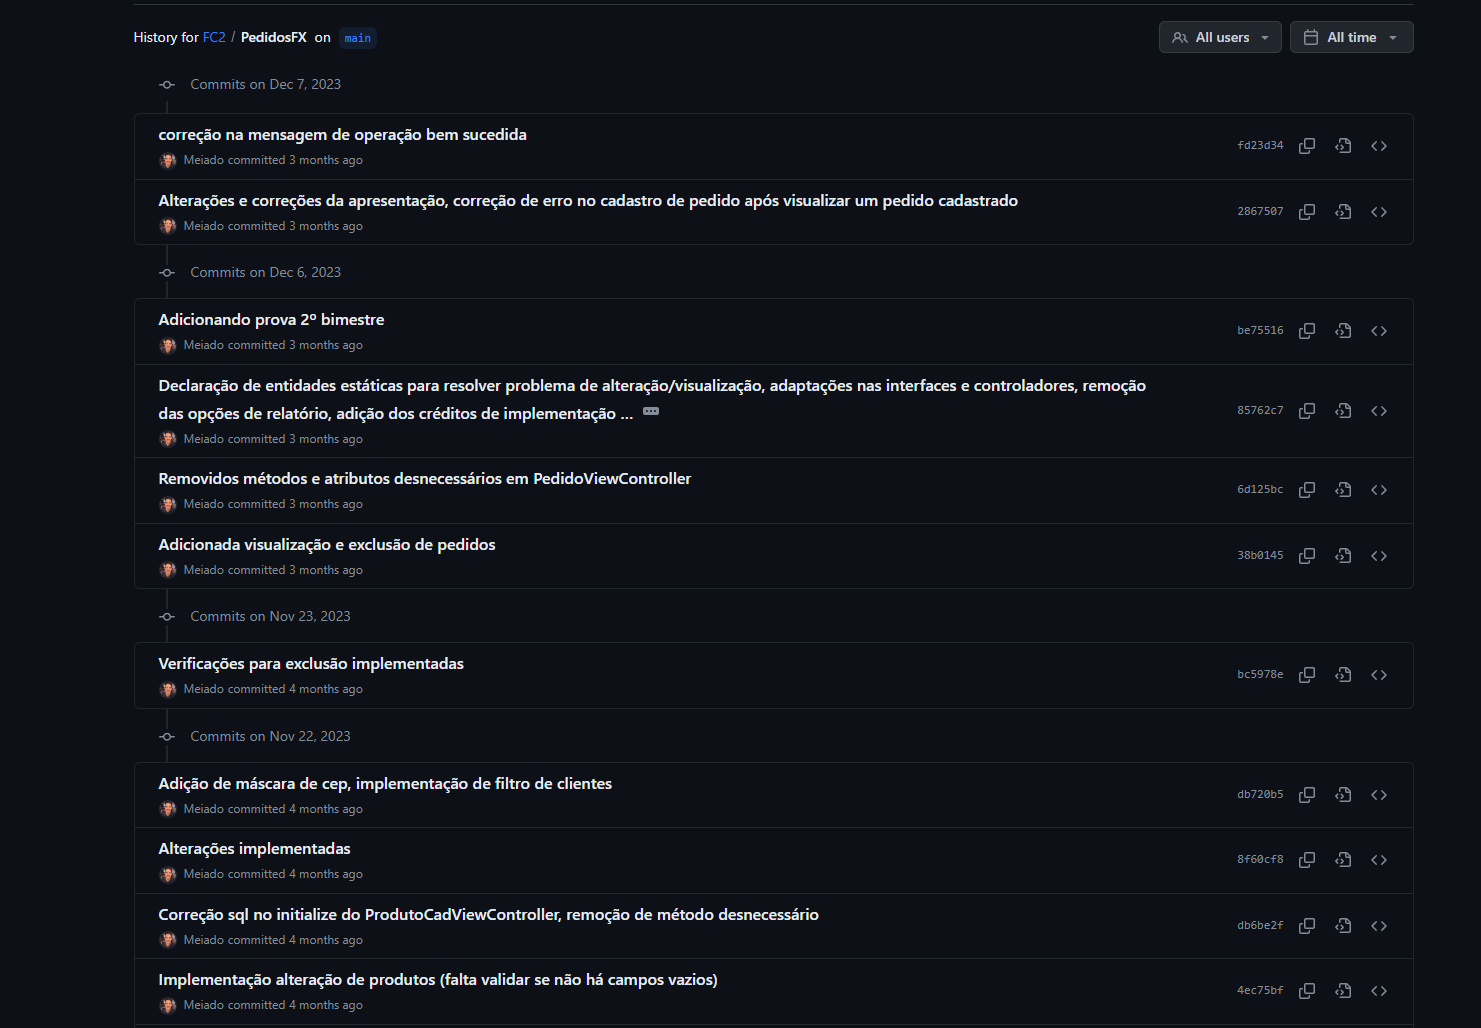 History for FC2 / PedidosFX on main
All users
All time
Commits on Dec 7, 2023
correção na mensagem de operação bem sucedida
Meiado committed 3 months ago
fd23d34
Alterações e correções da apresentação, correção de erro no cadastro de pedido após visualizar um pedido cadastrado
Meiado committed 3 months ago
2867507
Commits on Dec 6, 2023
Adicionando prova 2º bimestre
Meiado committed 3 months ago
be75516
Declaração de entidades estáticas para resolver problema de alteração/visualização, adaptações nas interfaces e controladores, remoção
das opções de relatório, adição dos créditos de implementação ...
Meiado committed 3 months ago
85762c7
Removidos métodos e atributos desnecessários em PedidoViewController
Meiado committed 3 months ago
6d125bc
Adicionada visualização e exclusão de pedidos
Meiado committed 3 months ago
38b0145
Commits on Nov 23, 2023
Verificações para exclusão implementadas
Meiado committed 4 months ago
bc5978e
Commits on Nov 22, 2023
Adição de máscara de cep, implementação de filtro de clientes
Meiado committed 4 months ago
db720b5
Alterações implementadas
Meiado committed 4 months ago
8f60cf8
Correção sql no initialize do ProdutoCadViewController, remoção de método desnecessário
Meiado committed 4 months ago
db6be2f
Implementação alteração de produtos (falta validar se não há campos vazios)
Meiado committed 4 months ago
4ec75bf